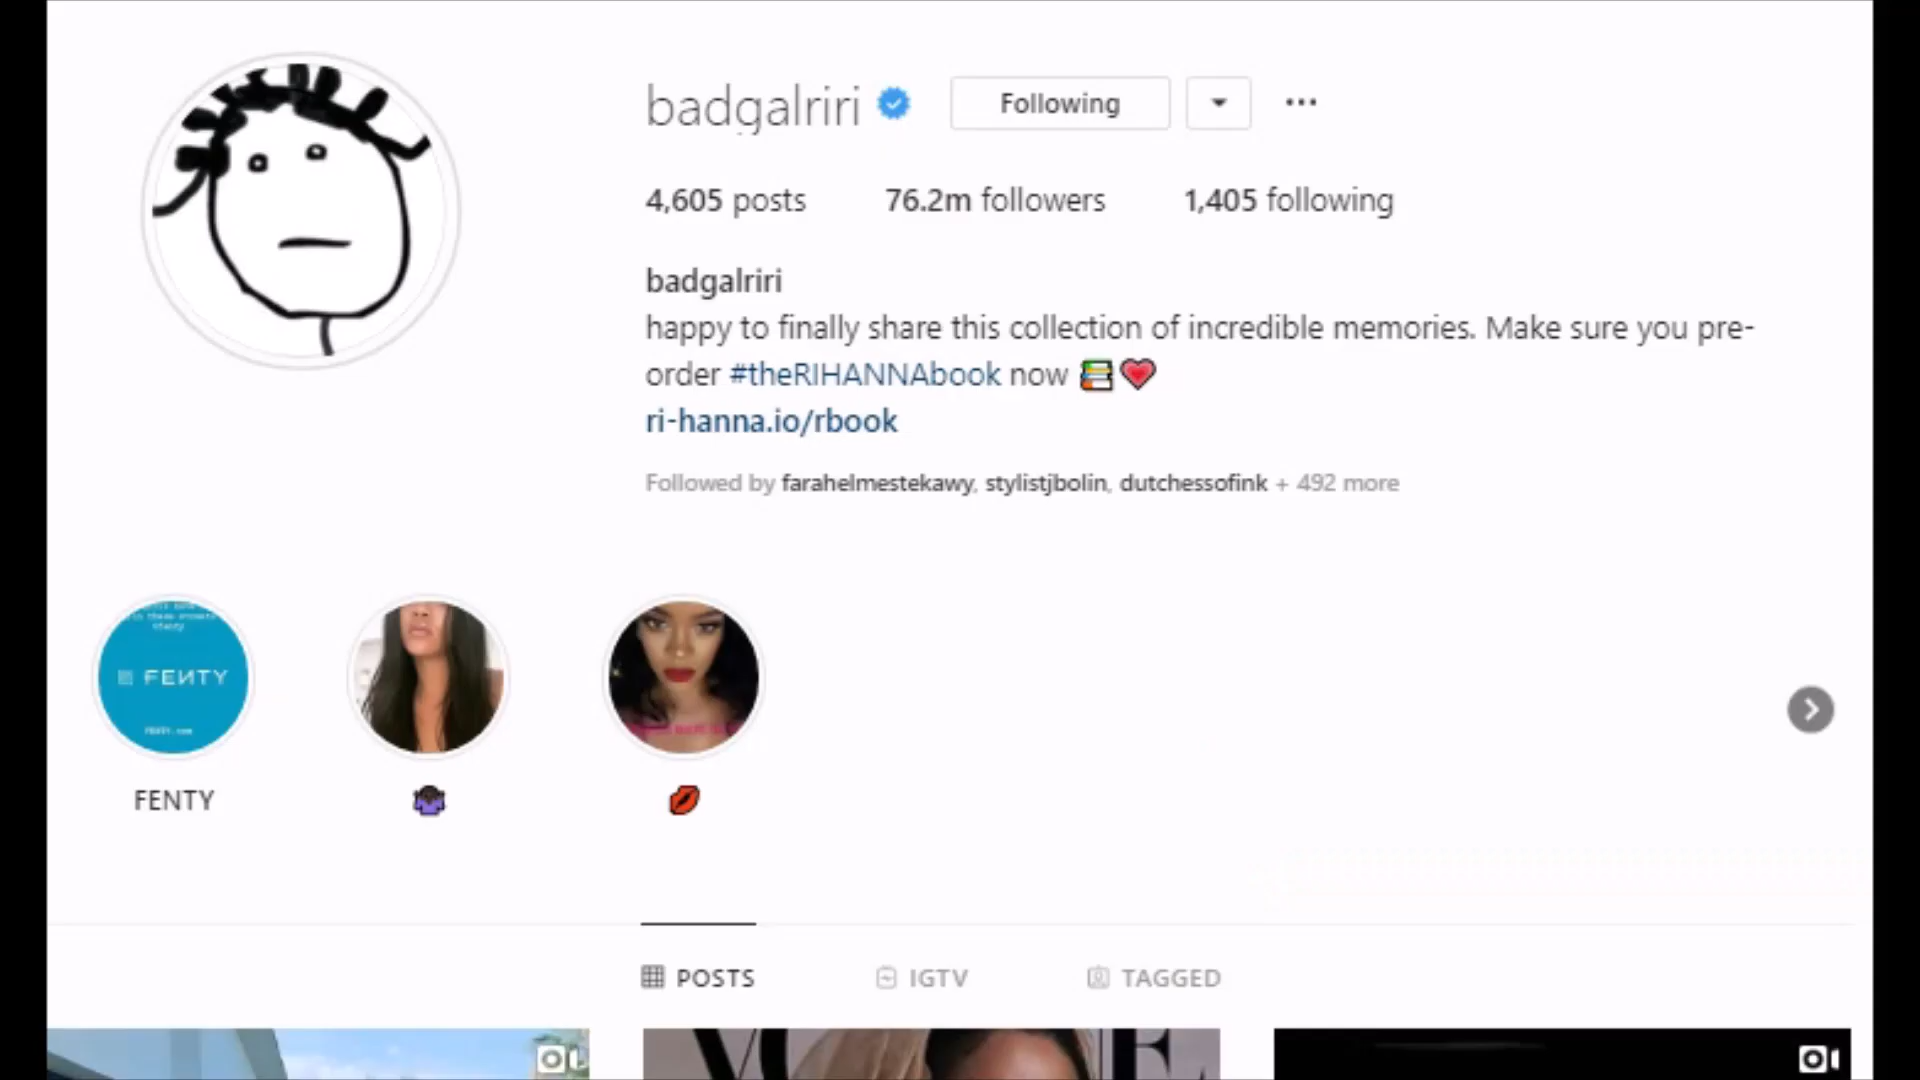 badgalriri
Following
4,605 posts 76.2m followers 1,405 following
badgalriri
happy to finally share this collection of incredible memories. Make sure you pre-
order #theRIHANNAbook now 📚💗
ri-hanna.io/rbook
Followed by farahelmestekawy, stylistjbolin, dutchessofink + 492 more
FENTY
FENTY
POSTS IGTV TAGGED